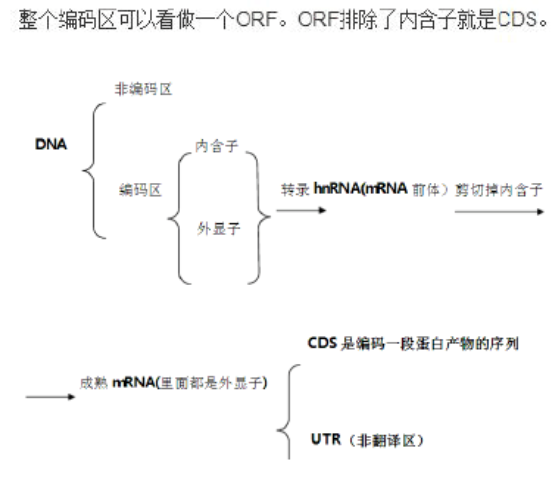 整个编码区可以看做一个ORF。ORF排除了内含子就是CDS。
非编码区
DNA
内含子
编码区
转录 hnRNA(mRNA 前体）剪切掉内含子
外显子
CDS 是编码一段蛋白产物的序列
成熟 mRNA(里面都是外显子)
UTR（非翻译区）